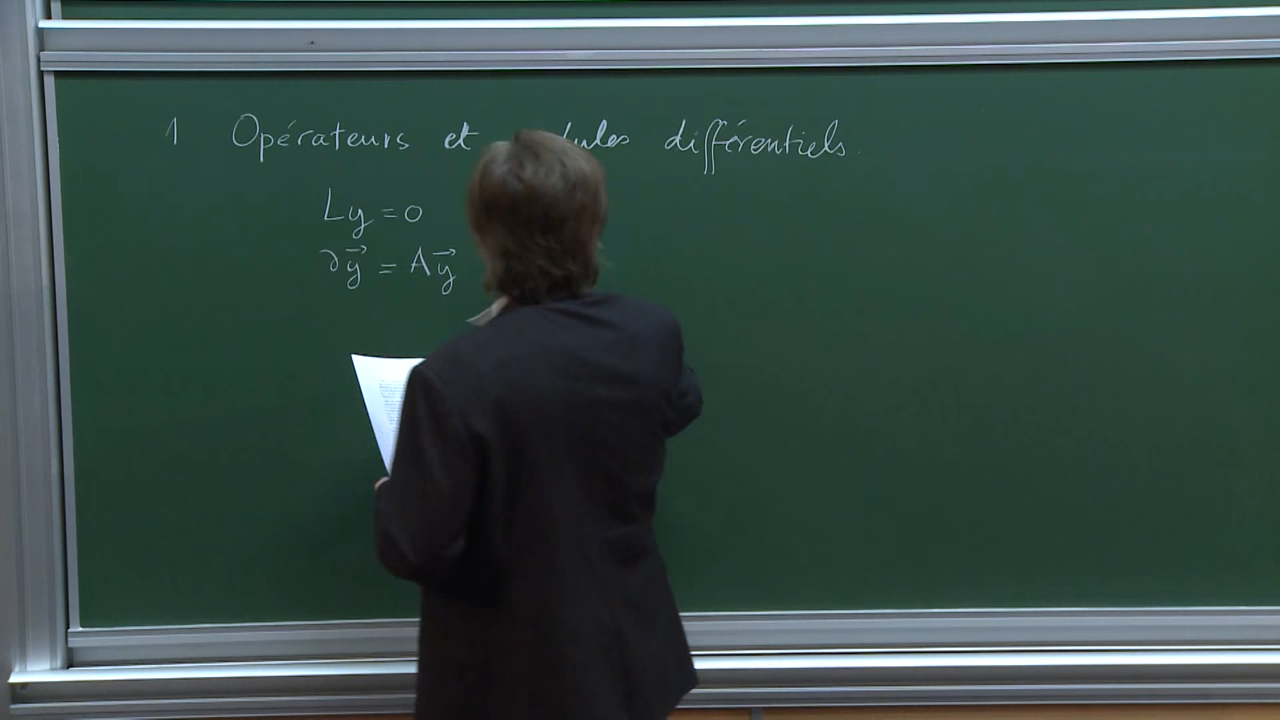 1 Opérateurs et différentiels.
Ly = 0
∂y⃗ = Ay⃗